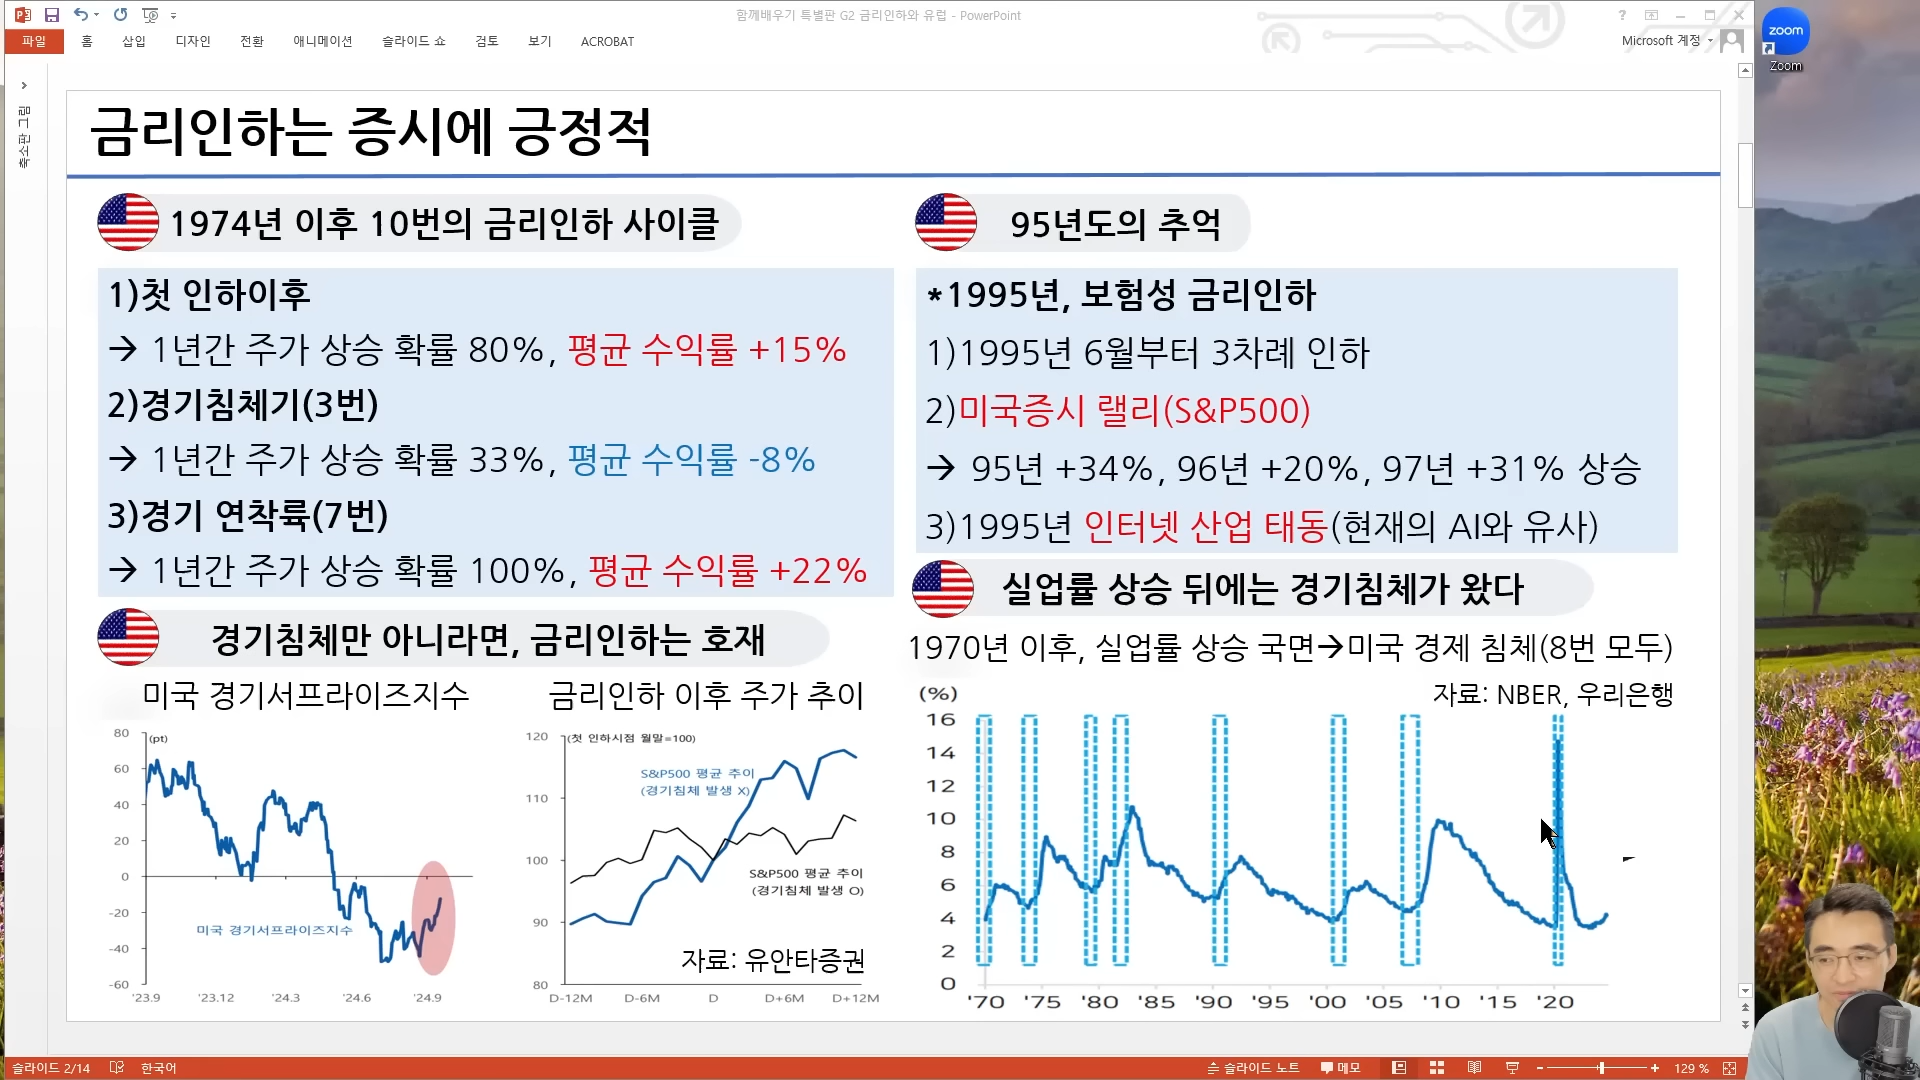 함께배우기 특별판 G2 금리인하와 유럽 - PowerPoint
파일 홈 삽입 디자인 전환 애니메이션 슬라이드 쇼 검토 보기 ACROBAT
Microsoft 계정
zoom
Zoom
축소판 그림
금리인하는 증시에 긍정적
1974년 이후 10번의 금리인하 사이클
1)첫 인하이후
→ 1년간 주가 상승 확률 80%, 평균 수익률 +15%
2)경기침체기(3번)
→ 1년간 주가 상승 확률 33%, 평균 수익률 -8%
3)경기 연착륙(7번)
→ 1년간 주가 상승 확률 100%, 평균 수익률 +22%
경기침체만 아니라면, 금리인하는 호재
미국 경기서프라이즈지수
80
(pt)
60
40
20
0
-20
-40
-60
미국 경기서프라이즈지수
'23.9 '23.12 '24.3 '24.6 '24.9
금리인하 이후 주가 추이
120
(첫 인하시점 월말=100)
110
100
90
80
S&P500 평균 추이
(경기침체 발생 X)
S&P500 평균 추이
(경기침체 발생 O)
자료: 유안타증권
D-12M D-6M D D+6M D+12M
95년도의 추억
*1995년, 보험성 금리인하
1)1995년 6월부터 3차례 인하
2)미국증시 랠리(S&P500)
→ 95년 +34%, 96년 +20%, 97년 +31% 상승
3)1995년 인터넷 산업 태동(현재의 AI와 유사)
실업률 상승 뒤에는 경기침체가 왔다
1970년 이후, 실업률 상승 국면→미국 경제 침체(8번 모두)
자료: NBER, 우리은행
(%)
16
14
12
10
8
6
4
2
0
'70 '75 '80 '85 '90 '95 '00 '05 '10 '15 '20
슬라이드 2/14 한국어
슬라이드 노트 메모 129 %